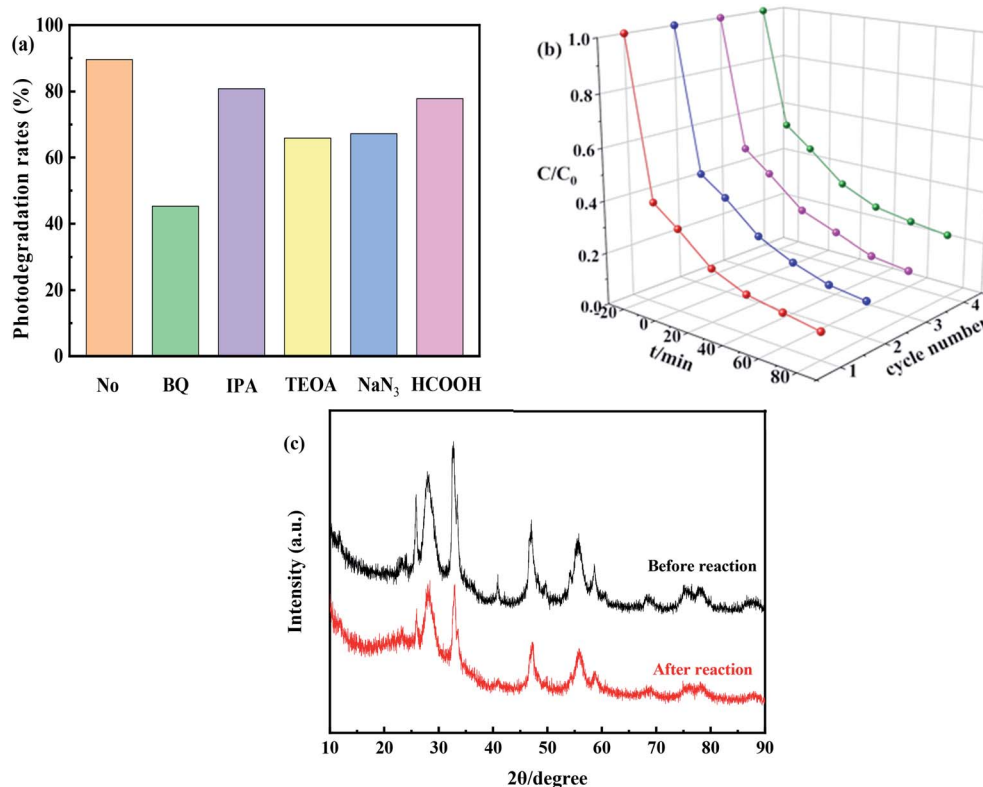 (a)
Photodegradation rates (%)
100
80
60
40
20
0
No BQ IPA TEOA NaN₃ HCOOH
(b)
C/C₀
1.0
0.8
0.6
0.4
0.2
0.0
-20 0 20 40 60 80
t/min
1 2 3 4
cycle number
(c)
Intensity (a.u.)
Before reaction
After reaction
10 20 30 40 50 60 70 80 90
2θ/degree